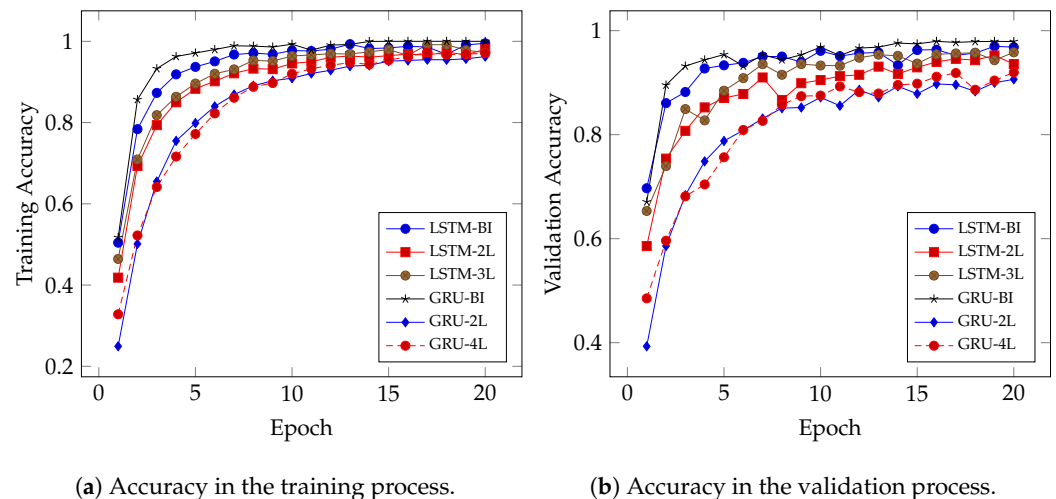 1
0.8
0.6
0.4
0.2
0
5
10
15
20
Training Accuracy
Epoch
LSTM-BI
LSTM-2L
LSTM-3L
GRU-BI
GRU-2L
GRU-4L
(a) Accuracy in the training process.
1
0.8
0.6
0.4
0
5
10
15
20
Validation Accuracy
Epoch
LSTM-BI
LSTM-2L
LSTM-3L
GRU-BI
GRU-2L
GRU-4L
(b) Accuracy in the validation process.